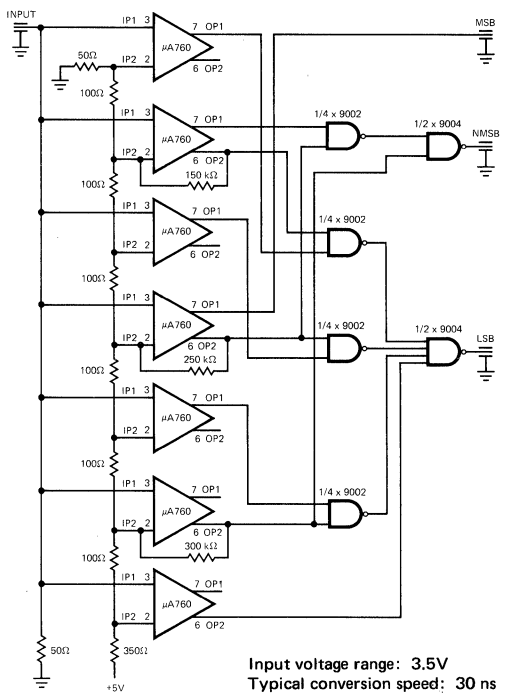 INPUT
MSB
IP1 3
7 OP1
µA760
50Ω
IP2 2
6 OP2
100Ω
1/4 x 9002
1/2 x 9004
IP1 3
7 OP1
µA760
NMSB
IP2 2
6 OP2
150 kΩ
100Ω
IP1 3
7 OP1
1/4 x 9002
µA760
IP2 2
6 OP2
100Ω
IP1 3
7 OP1
1/4 x 9002
1/2 x 9004
µA760
LSB
IP2 2
6 OP2
250 kΩ
100Ω
IP1 3
7 OP1
µA760
IP2 2
6 OP2
100Ω
IP1 3
7 OP1
1/4 x 9002
µA760
IP2 2
6 OP2
300 kΩ
100Ω
IP1 3
7 OP1
µA760
IP2 2
6 OP2
50Ω
350Ω
+5V
Input voltage range: 3.5V
Typical conversion speed: 30 ns